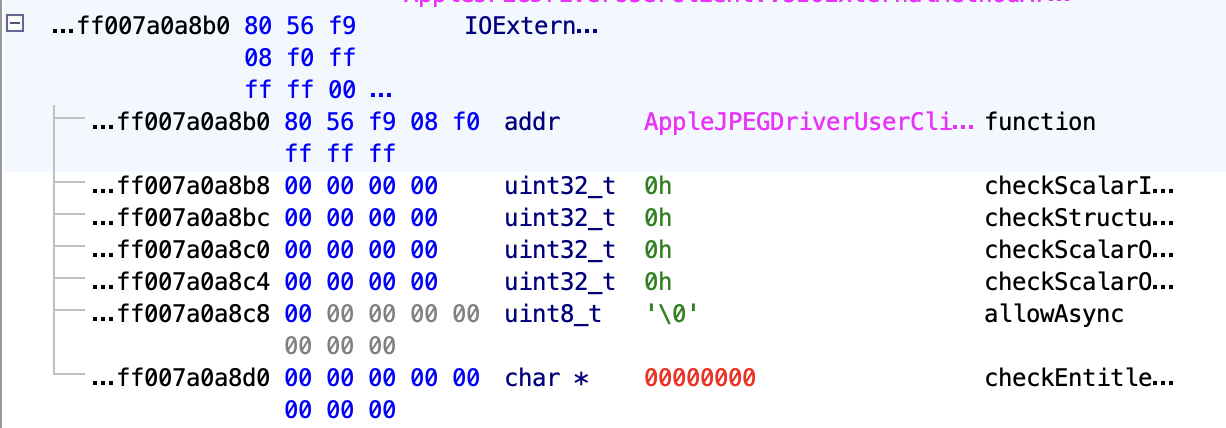 ...ff007a0a8b0 80 56 f9 IOExtern...
08 f0 ff
ff ff 00 ...
...ff007a0a8b0 80 56 f9 08 f0 addr AppleJPEGDriverUserCli... function
ff ff ff
...ff007a0a8b8 00 00 00 00 uint32_t 0h checkScalarI...
...ff007a0a8bc 00 00 00 00 uint32_t 0h checkStructu...
...ff007a0a8c0 00 00 00 00 uint32_t 0h checkScalarO...
...ff007a0a8c4 00 00 00 00 uint32_t 0h checkScalarO...
...ff007a0a8c8 00 00 00 00 00 uint8_t '\0' allowAsync
00 00 00
...ff007a0a8d0 00 00 00 00 00 char * 00000000 checkEntitle...
00 00 00